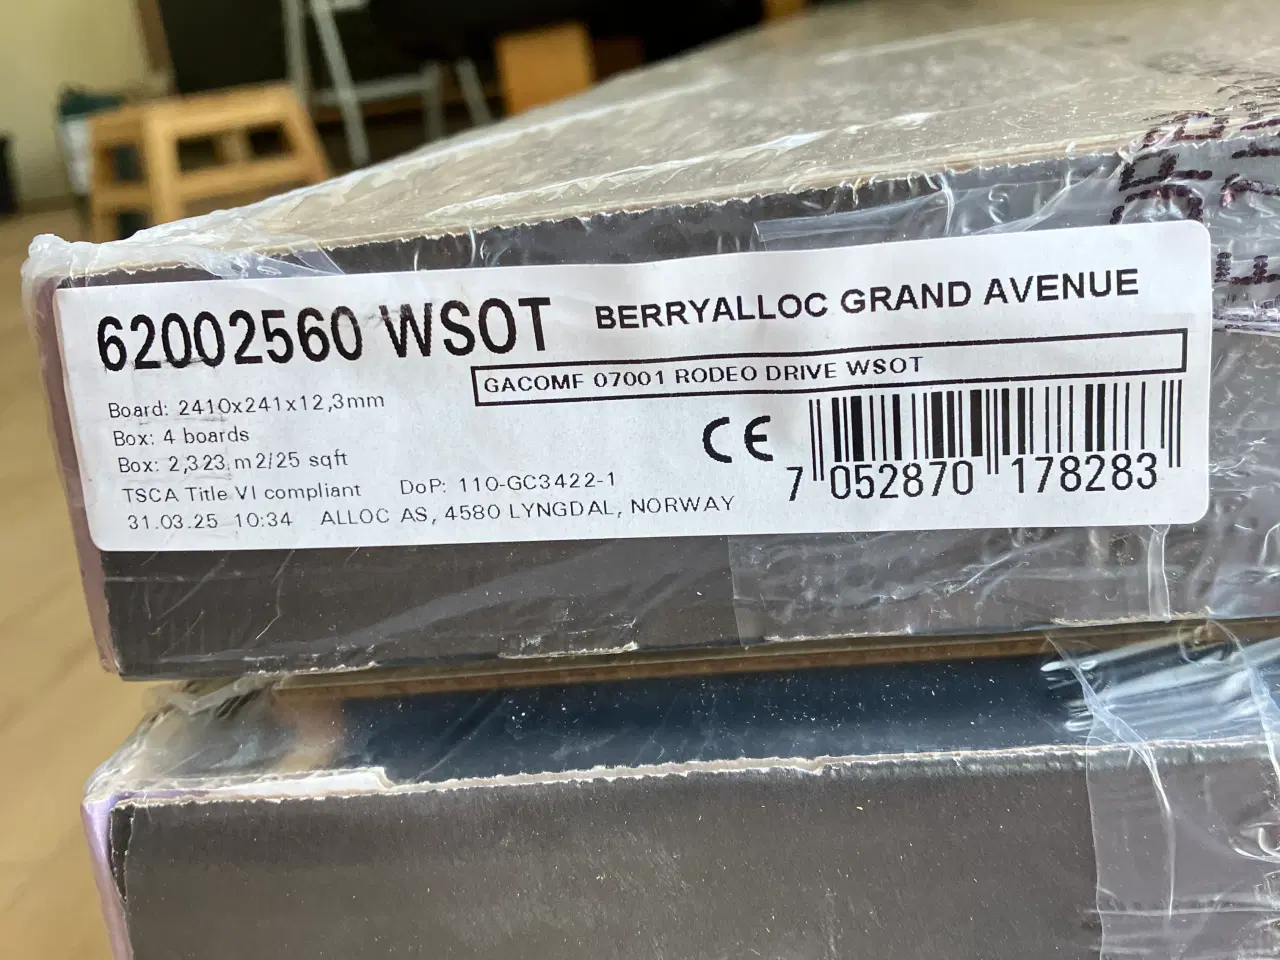 62002560 WSOT BERRYALLOC GRAND AVENUE
GACOMF 07001 RODEO DRIVE WSOT
Board: 2410x241x12,3mm
Box: 4 boards
Box: 2,323 m2/25 sqft
TSCA Title VI compliant DoP: 110-GC3422-1
31.03.25 10:34 ALLOC AS, 4580 LYNGDAL, NORWAY
CE
7 052870 178283